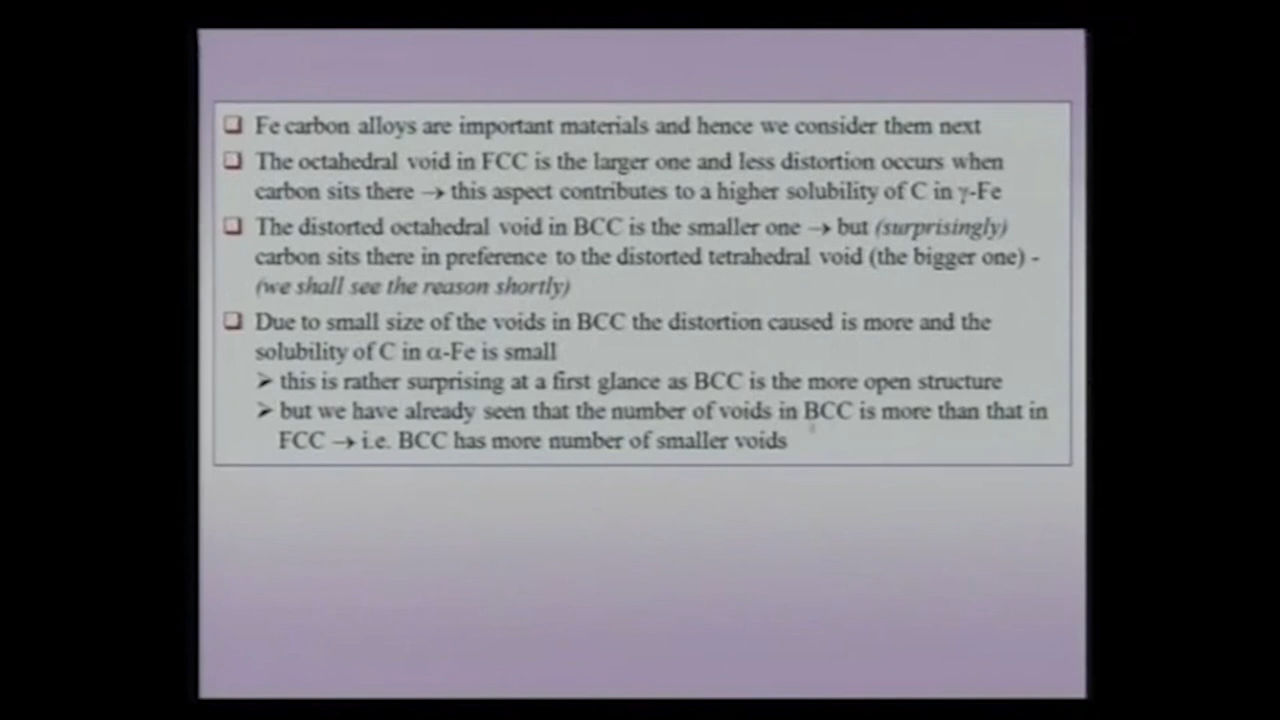 ❑ Fe carbon alloys are important materials and hence we consider them next
❑ The octahedral void in FCC is the larger one and less distortion occurs when
carbon sits there → this aspect contributes to a higher solubility of C in γ-Fe
❑ The distorted octahedral void in BCC is the smaller one → but (surprisingly)
carbon sits there in preference to the distorted tetrahedral void (the bigger one) -
(we shall see the reason shortly)
❑ Due to small size of the voids in BCC the distortion caused is more and the
solubility of C in α-Fe is small
➢ this is rather surprising at a first glance as BCC is the more open structure
➢ but we have already seen that the number of voids in BCC is more than that in
FCC → i.e. BCC has more number of smaller voids